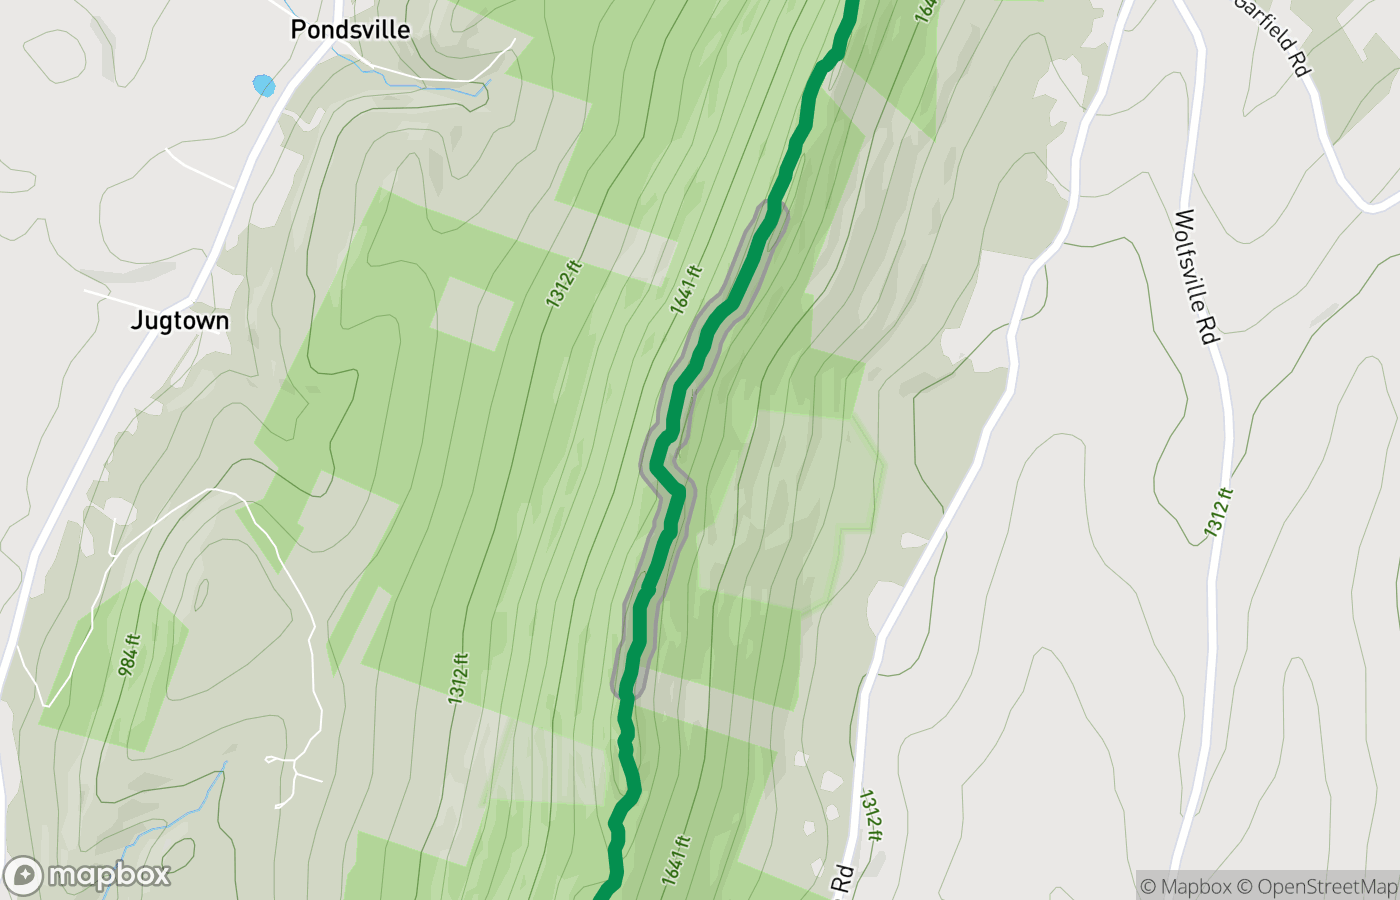 Pondsville
Garfield Rd
Wolfsville Rd
1312 ft
1641 ft
Jugtown
1312 ft
984 ft
1312 ft
1312 ft
1641 ft
Rd
mapbox
© Mapbox © OpenStreetMap